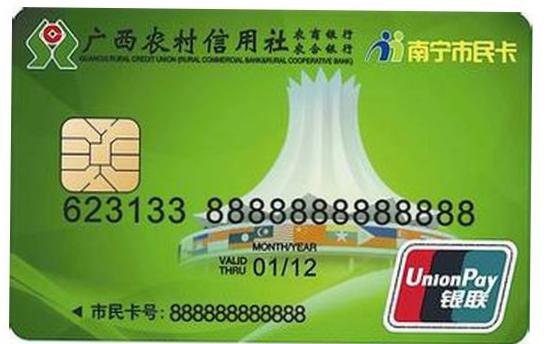 广西农村信用社 农商银行 农合银行 南宁市民卡
GUANGXI RURAL CREDIT UNION (RURAL COMMERCIAL BANK&RURAL COOPERATIVE BANK)
623133 8888888888888
MONTH/YEAR
VALID THRU 01/12
UnionPay
银联
市民卡号: 888888888888